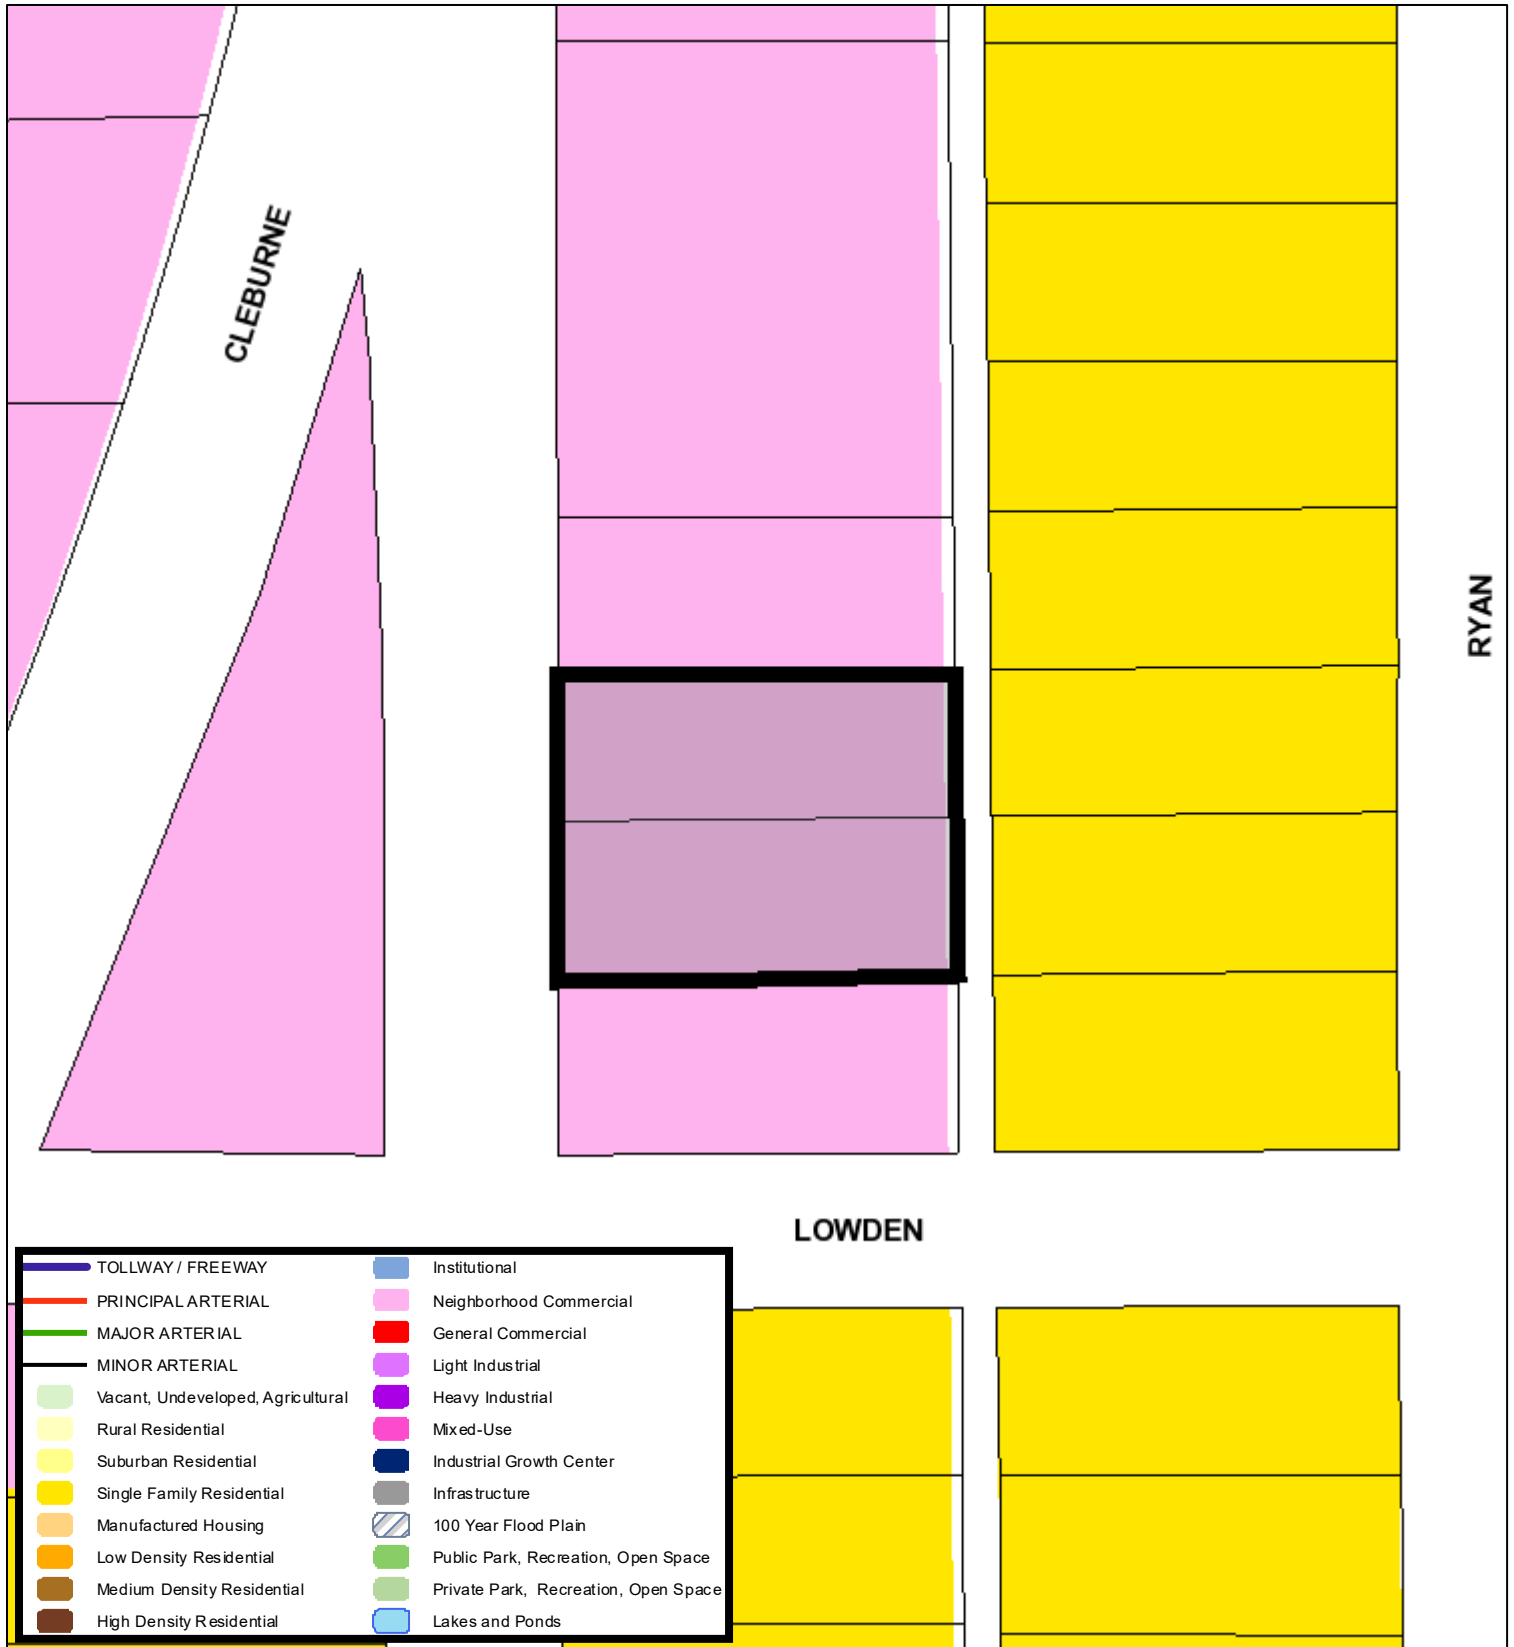 CLEBURNE
RYAN
LOWDEN
TOLLWAY / FREEWAY
PRINCIPAL ARTERIAL
MAJOR ARTERIAL
MINOR ARTERIAL
Vacant, Undeveloped, Agricultural
Rural Residential
Suburban Residential
Single Family Residential
Manufactured Housing
Low Density Residential
Medium Density Residential
High Density Residential
Institutional
Neighborhood Commercial
General Commercial
Light Industrial
Heavy Industrial
Mixed-Use
Industrial Growth Center
Infrastructure
100 Year Flood Plain
Public Park, Recreation, Open Space
Private Park, Recreation, Open Space
Lakes and Ponds